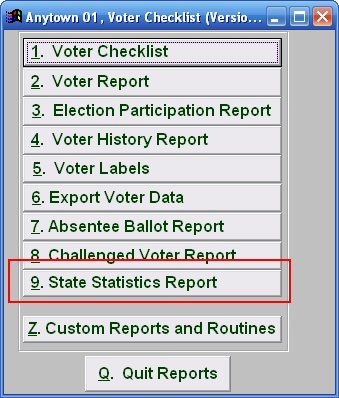 Anytown 01, Voter Checklist (Versio...
1. Voter Checklist
2. Voter Report
3. Election Participation Report
4. Voter History Report
5. Voter Labels
6. Export Voter Data
7. Absentee Ballot Report
8 Challenged Voter Report
9. State Statistics Report
Z. Custom Reports and Routines
Q. Quit Reports